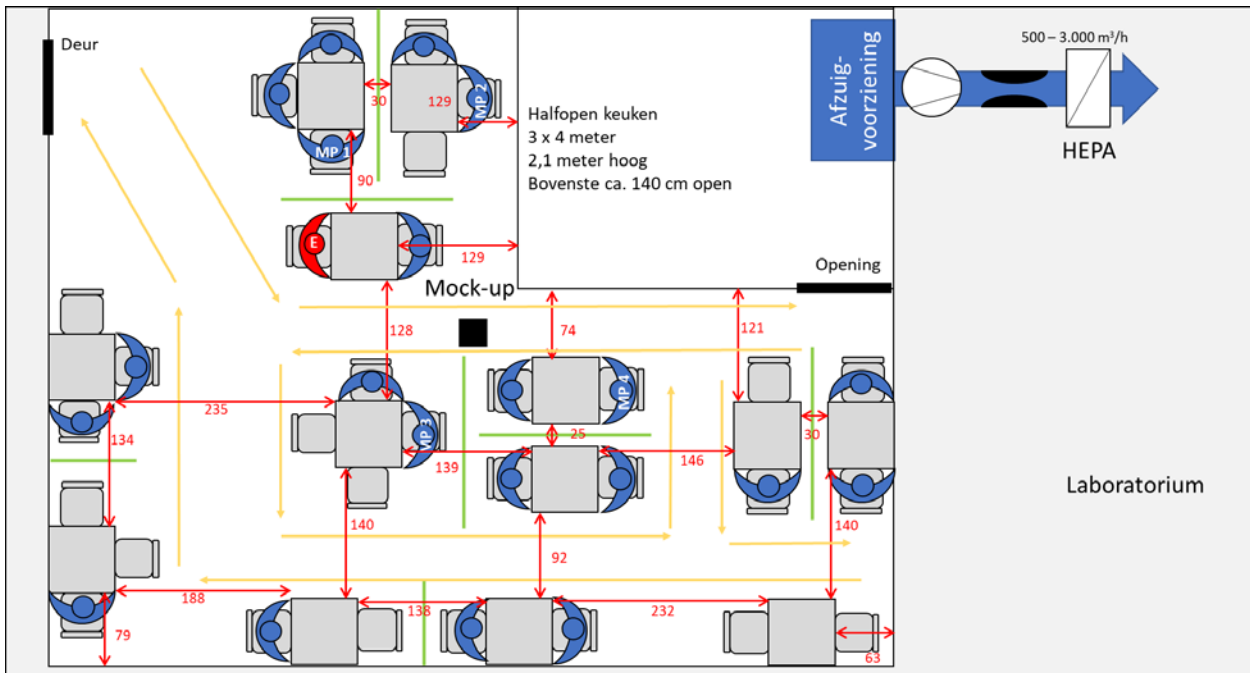 Deur
500 – 3.000 m³/h
Afzuig-
voorziening
HEPA
30
129
MP 2
MP 1
Halfopen keuken
3 x 4 meter
2,1 meter hoog
Bovenste ca. 140 cm open
90
E
129
Opening
Mock-up
128
74
121
MP 4
235
30
134
MP 3
25
139
146
Laboratorium
140
140
92
188
138
232
79
63